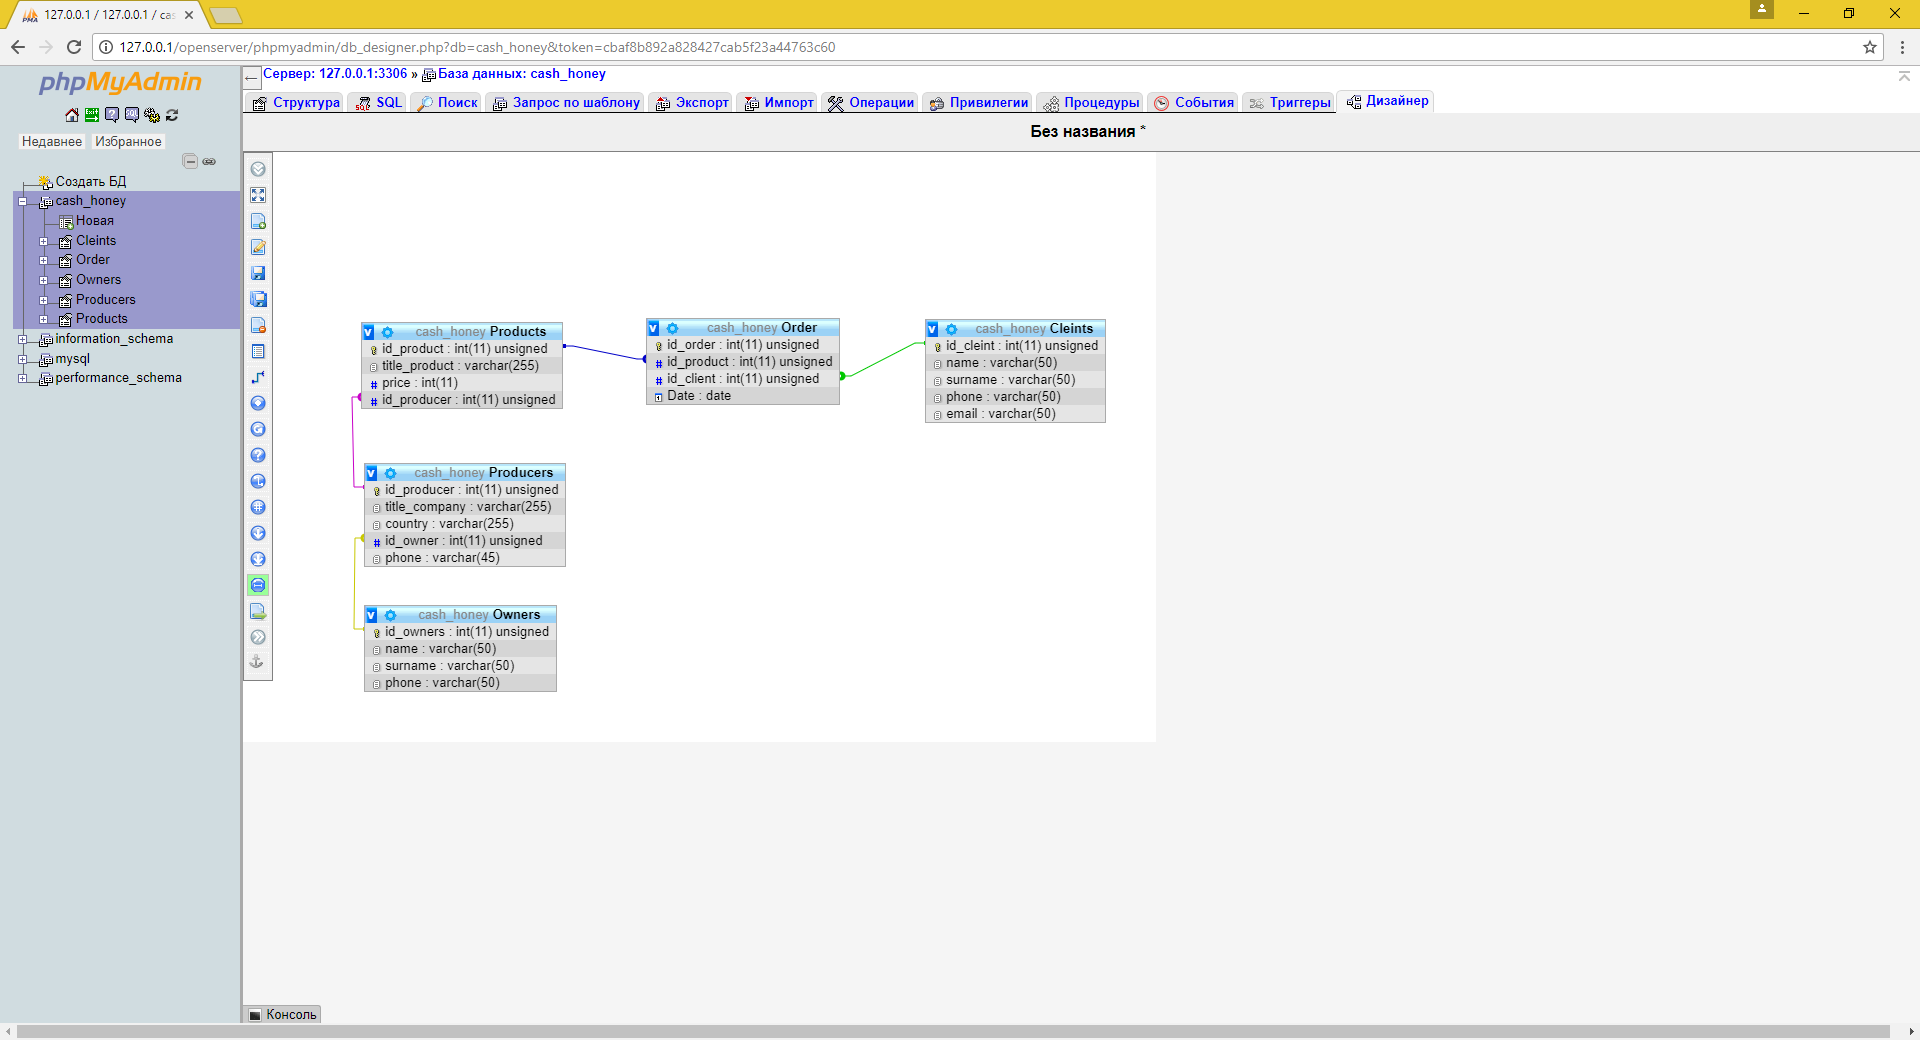 127.0.0.1 / 127.0.0.1 / cas
127.0.0.1/openserver/phpmyadmin/db_designer.php?db=cash_honey&token=cbaf8b892a828427cab5f23a44763c60
phpMyAdmin
Недавнее Избранное
Создать БД
cash_honey
Новая
Cleints
Order
Owners
Producers
Products
information_schema
mysql
performance_schema
Сервер: 127.0.0.1:3306 » База данных: cash_honey
Структура SQL Поиск Запрос по шаблону Экспорт Импорт Операции Привилегии Процедуры События Триггеры Дизайнер
Без названия *
cash_honey Products
id_product : int(11) unsigned
title_product : varchar(255)
price : int(11)
id_producer : int(11) unsigned
cash_honey Order
id_order : int(11) unsigned
id_product : int(11) unsigned
id_client : int(11) unsigned
Date : date
cash_honey Cleints
id_cleint : int(11) unsigned
name : varchar(50)
surname : varchar(50)
phone : varchar(50)
email : varchar(50)
cash_honey Producers
id_producer : int(11) unsigned
title_company : varchar(255)
country : varchar(255)
id_owner : int(11) unsigned
phone : varchar(45)
cash_honey Owners
id_owners : int(11) unsigned
name : varchar(50)
surname : varchar(50)
phone : varchar(50)
Консоль